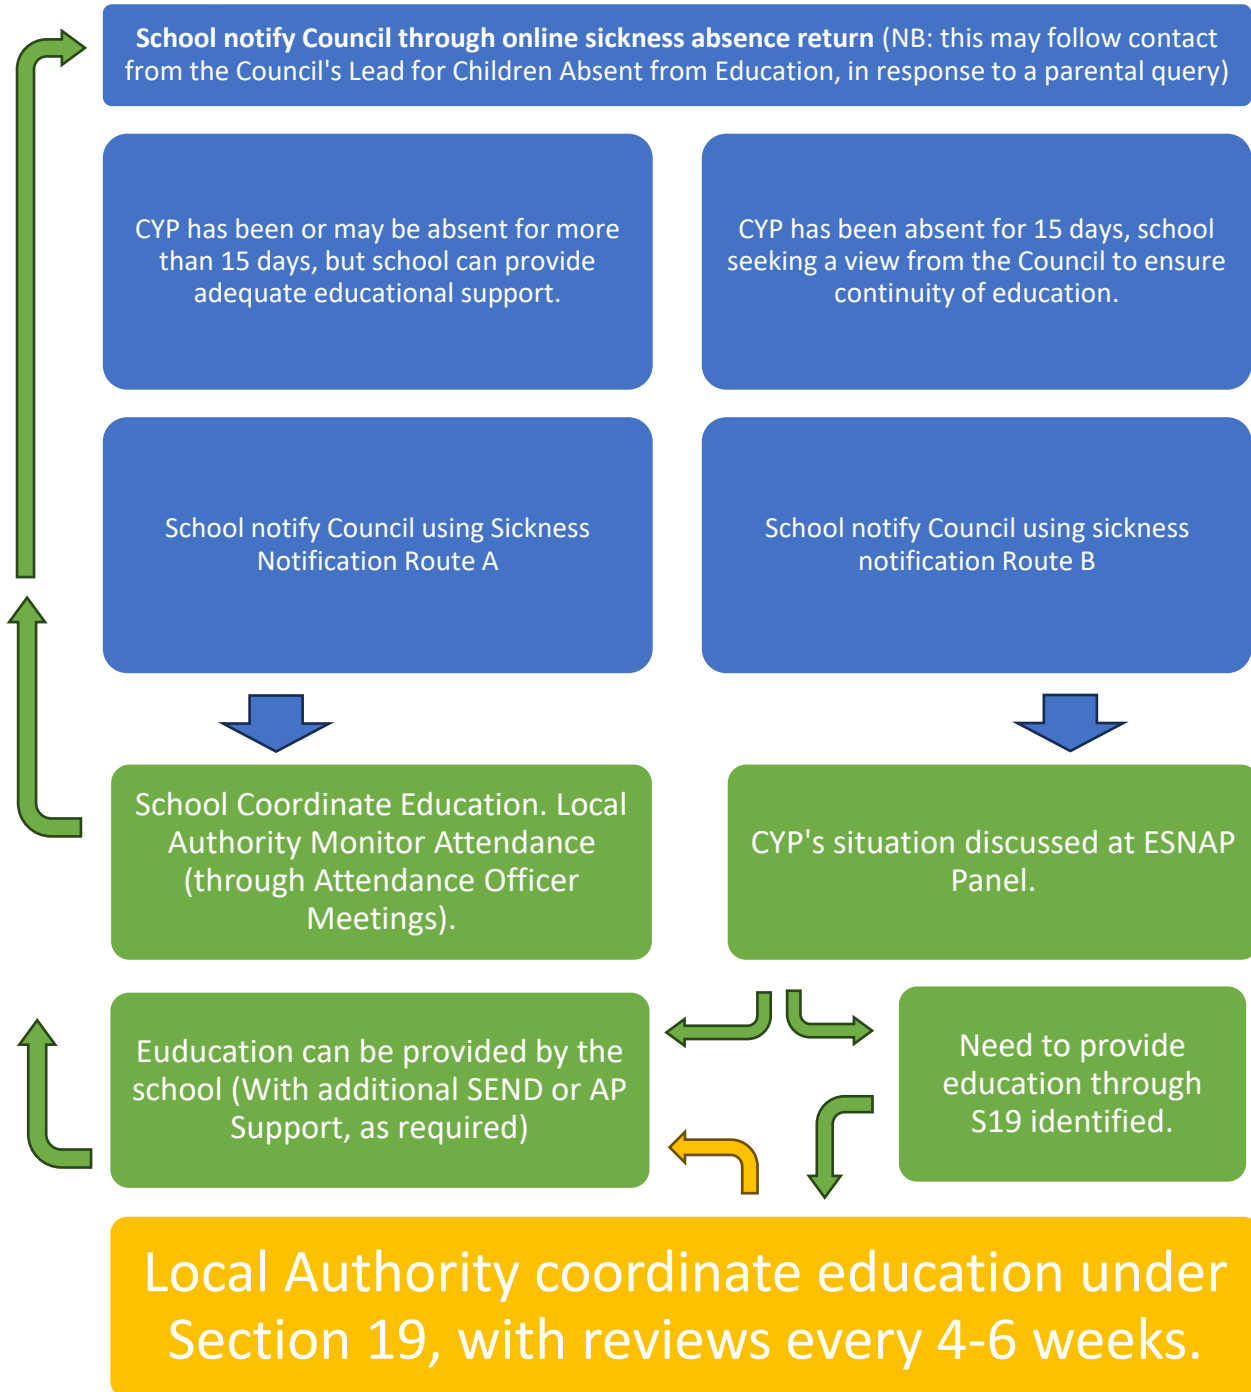 School notify Council through online sickness absence return (NB: this may follow contact
from the Council's Lead for Children Absent from Education, in response to a parental query)
CYP has been or may be absent for more
than 15 days, but school can provide
adequate educational support.
CYP has been absent for 15 days, school
seeking a view from the Council to ensure
continuity of education.
School notify Council using Sickness
Notification Route A
School notify Council using sickness
notification Route B
School Coordinate Education. Local
Authority Monitor Attendance
(through Attendance Officer
Meetings).
CYP's situation discussed at ESNAP
Panel.
Euducation can be provided by the
school (With additional SEND or AP
Support, as required)
Need to provide
education through
S19 identified.
Local Authority coordinate education under
Section 19, with reviews every 4-6 weeks.